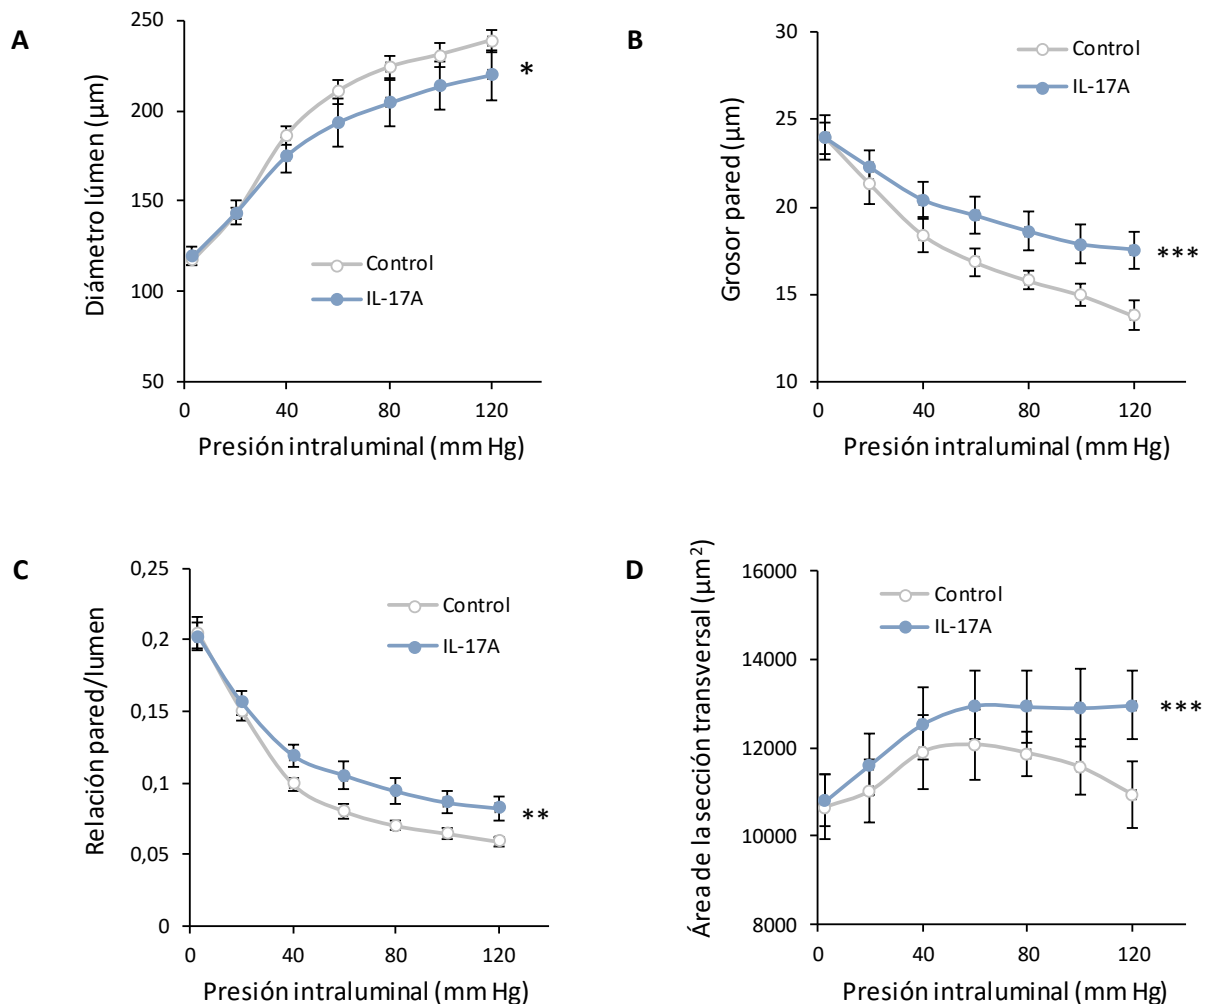 A
Diámetro lúmen (µm)
250
200
150
100
50
*
Control
IL-17A
0
40
80
120
Presión intraluminal (mm Hg)
B
Grosor pared (µm)
30
25
20
15
10
Control
IL-17A
***
0
40
80
120
Presión intraluminal (mm Hg)
C
Relación pared/lumen
0,25
0,2
0,15
0,1
0,05
0
Control
IL-17A
**
0
40
80
120
Presión intraluminal (mm Hg)
D
Área de la sección transversal (µm²)
16000
14000
12000
10000
8000
Control
IL-17A
***
0
40
80
120
Presión intraluminal (mm Hg)